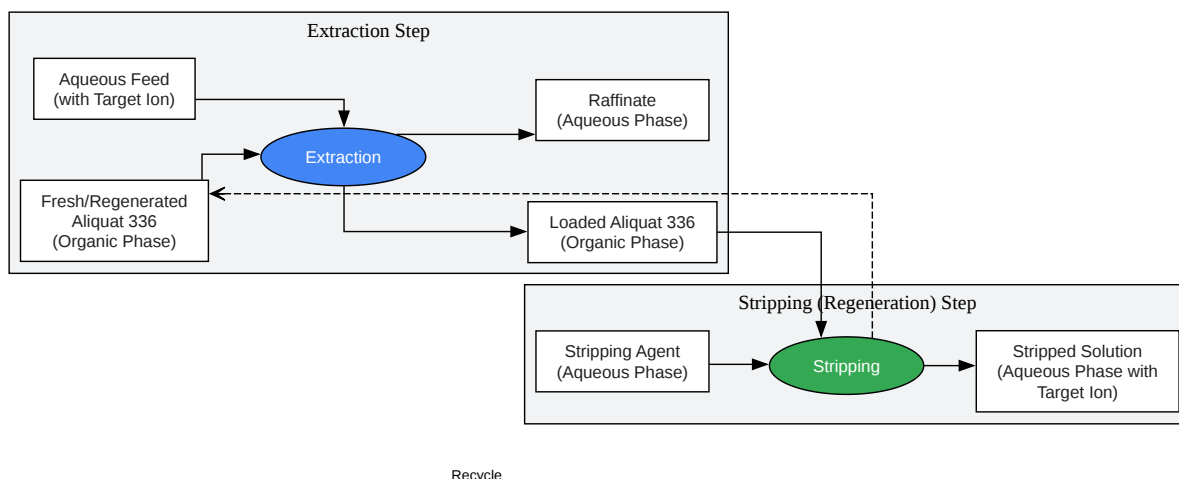 Extraction Step
Aqueous Feed
(with Target Ion)
Raffinate
(Aqueous Phase)
Extraction
Fresh/Regenerated
Aliquat 336
(Organic Phase)
Loaded Aliquat 336
(Organic Phase)
Stripping (Regeneration) Step
Stripping Agent
(Aqueous Phase)
Stripping
Stripped Solution
(Aqueous Phase with
Target Ion)
Recycle